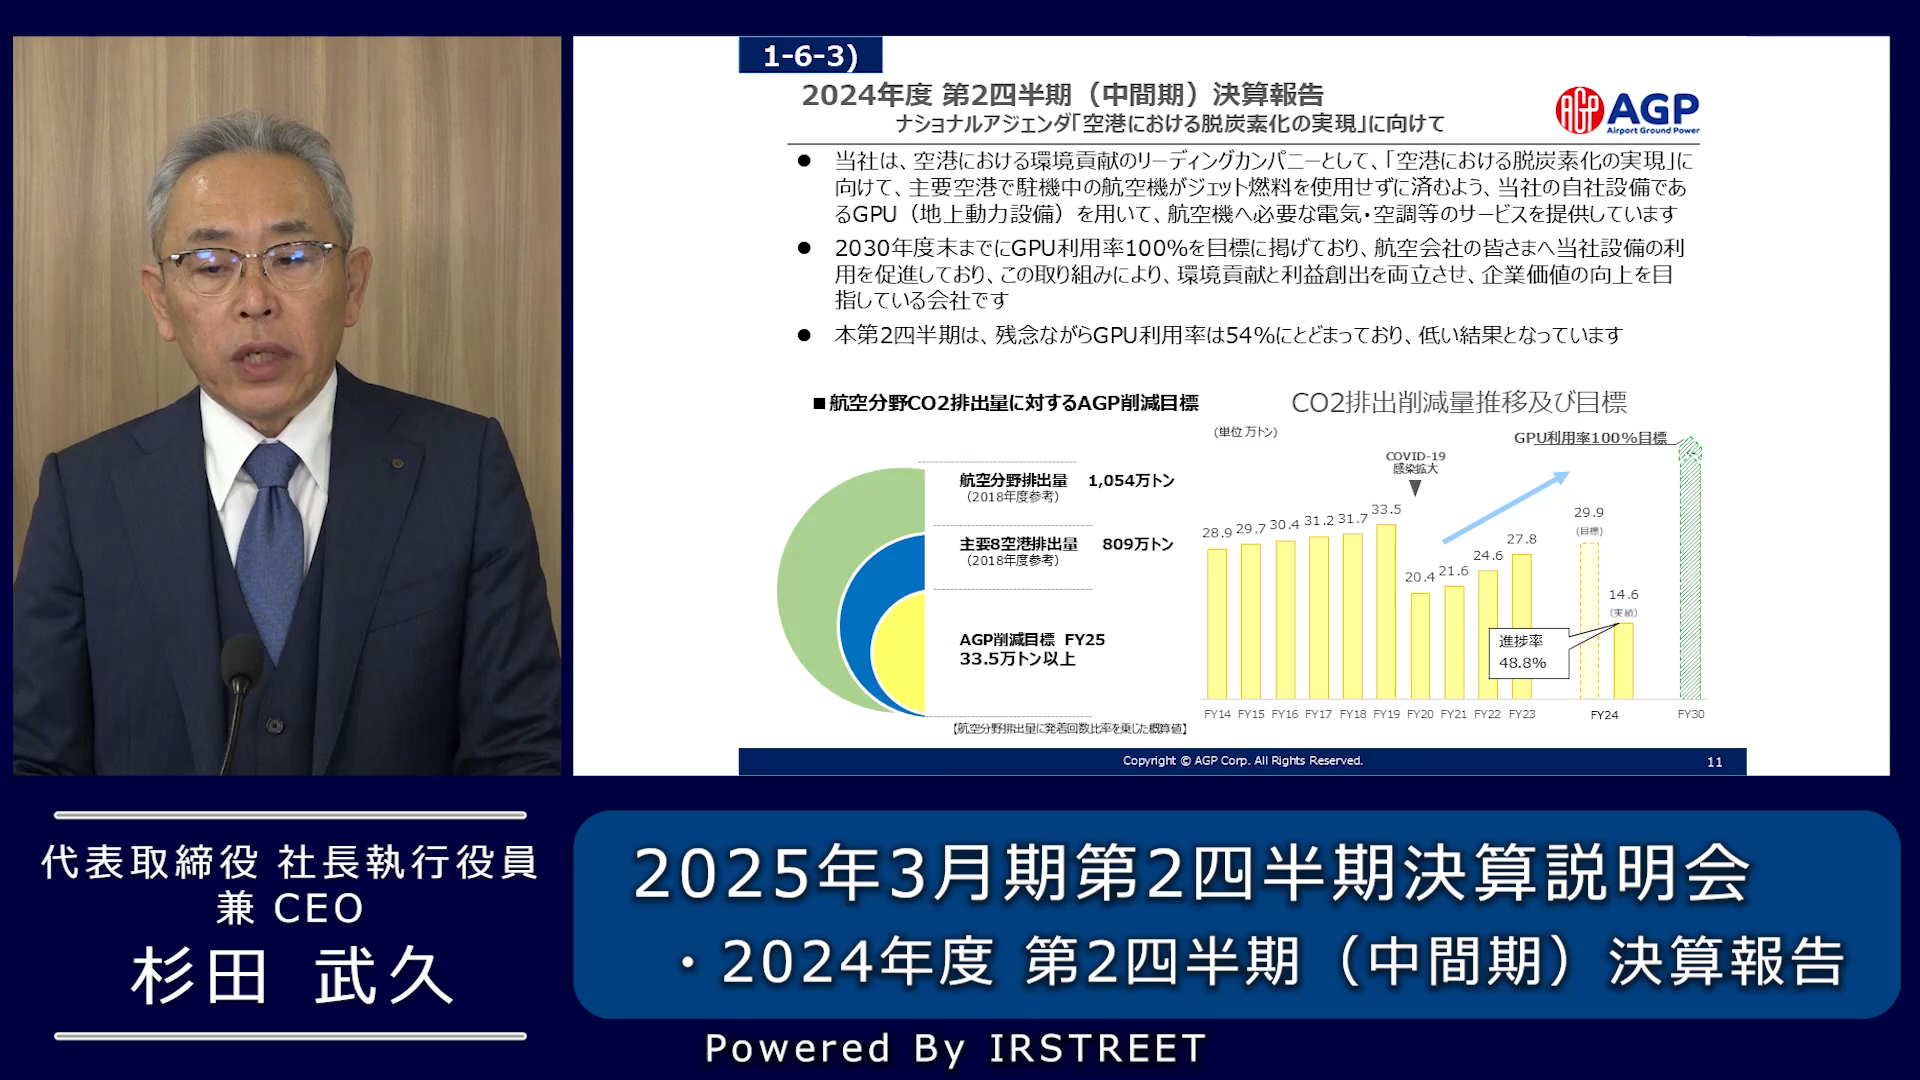 1-6-3)
2024年度 第2四半期（中間期）決算報告
ナショナルアジェンダ「空港における脱炭素化の実現」に向けて
AGP AGP
Airport Ground Power
● 当社は、空港における環境貢献のリーディングカンパニーとして、「空港における脱炭素化の実現」に
向けて、主要空港で駐機中の航空機がジェット燃料を使用せずに済むよう、当社の自社設備であ
るGPU（地上動力設備）を用いて、航空機へ必要な電気・空調等のサービスを提供しています
● 2030年度末までにGPU利用率100%を目標に掲げており、航空会社の皆さまへ当社設備の利
用を促進しており、この取り組みにより、環境貢献と利益創出を両立させ、企業価値の向上を目
指している会社です
● 本第2四半期は、残念ながらGPU利用率は54%にとどまっており、低い結果となっています
■航空分野CO2排出量に対するAGP削減目標
航空分野排出量 1,054万トン
（2018年度参考）
主要8空港排出量 809万トン
（2018年度参考）
AGP削減目標 FY25
33.5万トン以上
【航空分野排出量に発着回数比率を乗じた概算値】
CO2排出削減量推移及び目標
(単位 万トン)
GPU利用率100%目標
COVID-19
感染拡大
▼
28.9 29.7 30.4 31.2 31.7 33.5 20.4 21.6 24.6 27.8
29.9
(目標)
14.6
(実績)
進捗率
48.8%
FY14 FY15 FY16 FY17 FY18 FY19 FY20 FY21 FY22 FY23 FY24 FY30
Copyright © AGP Corp. All Rights Reserved.
11
代表取締役 社長執行役員
兼 CEO
杉田 武久
2025年3月期第2四半期決算説明会
・2024年度 第2四半期（中間期）決算報告
Powered By IRSTREET